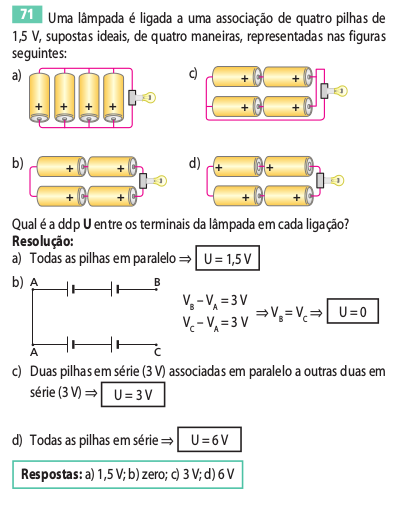 71 Uma lâmpada é ligada a uma associação de quatro pilhas de
1,5 V, supostas ideais, de quatro maneiras, representadas nas figuras
seguintes:
a)
+ + + +
c)
+ +
+ +
b)
+ +
+ +
d)
+ +
+ +
Qual é a ddp U entre os terminais da lâmpada em cada ligação?
Resolução:
a) Todas as pilhas em paralelo ⇒ U = 1,5 V
b) A B
V_B – V_A = 3 V
V_C – V_A = 3 V ⇒ V_B = V_C ⇒ U = 0
A C
c) Duas pilhas em série (3 V) associadas em paralelo a outras duas em
série (3 V) ⇒ U = 3 V
d) Todas as pilhas em série ⇒ U = 6 V
Respostas: a) 1,5 V; b) zero; c) 3 V; d) 6 V